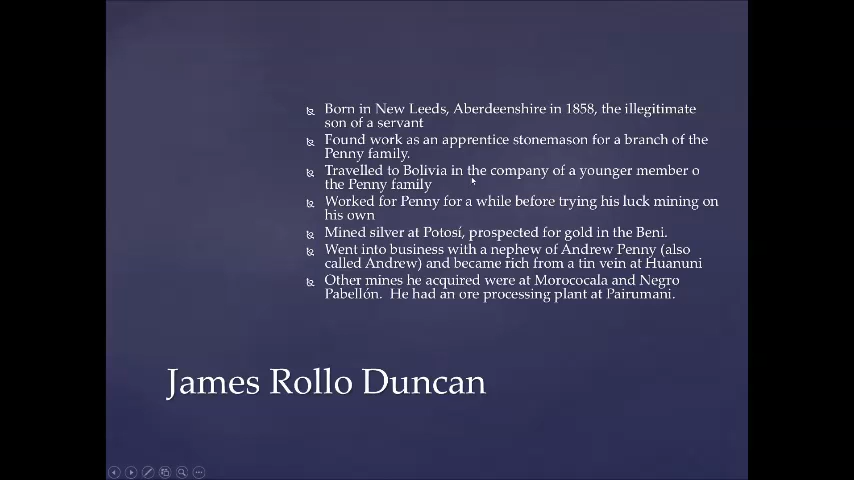 Born in New Leeds, Aberdeenshire in 1858, the illegitimate
son of a servant
Found work as an apprentice stonemason for a branch of the
Penny family.
Travelled to Bolivia in the company of a younger member o
the Penny family
Worked for Penny for a while before trying his luck mining on
his own
Mined silver at Potosí, prospected for gold in the Beni.
Went into business with a nephew of Andrew Penny (also
called Andrew) and became rich from a tin vein at Huanuni
Other mines he acquired were at Morococala and Negro
Pabellón. He had an ore processing plant at Pairumani.
James Rollo Duncan